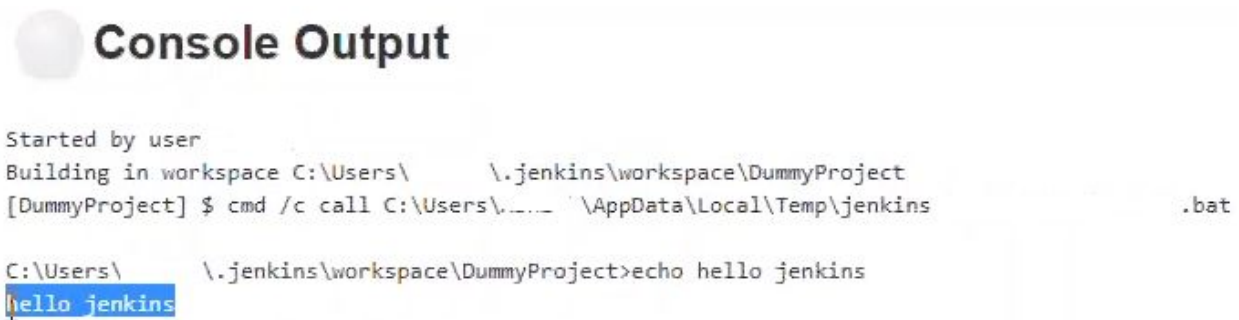 Console Output
Started by user
Building in workspace C:\Users\ \.jenkins\workspace\DummyProject
[DummyProject] $ cmd /c call C:\Users\ \AppData\Local\Temp\jenkins .bat
C:\Users\ \.jenkins\workspace\DummyProject>echo hello jenkins
hello jenkins